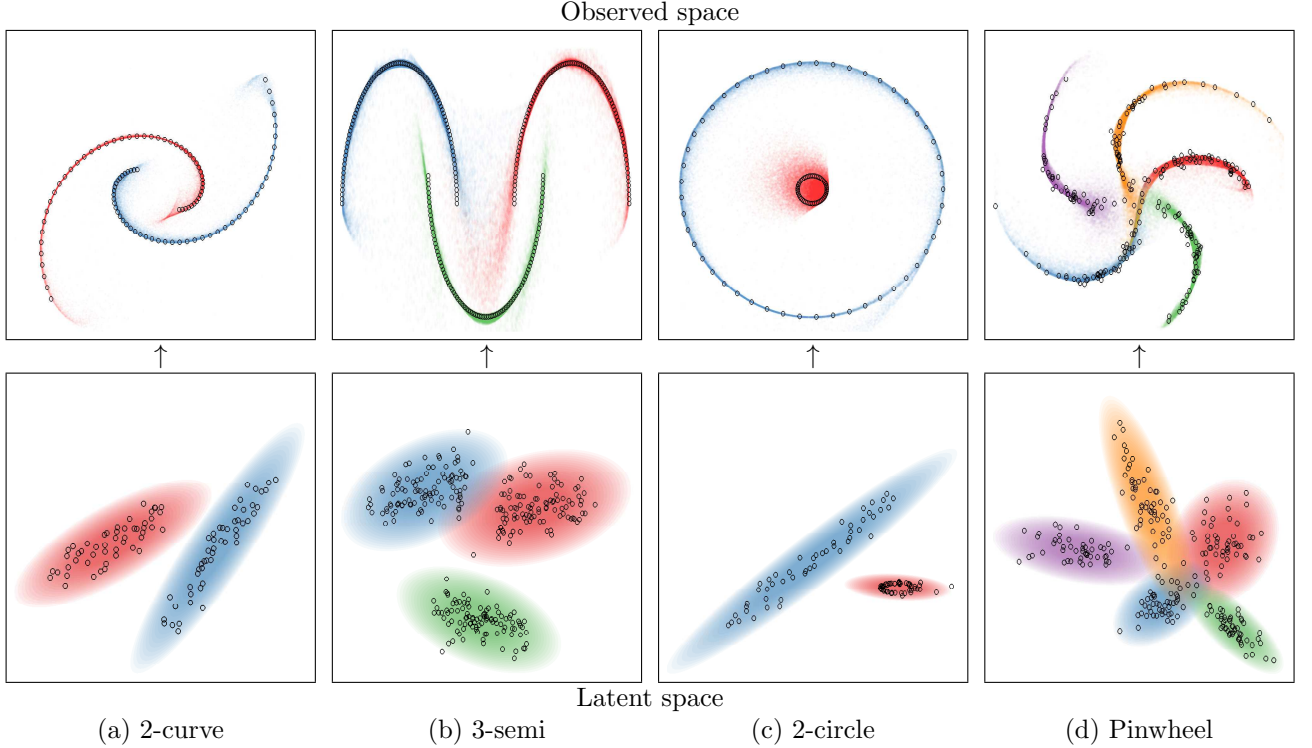 Observed space
↑ ↑ ↑ ↑
Latent space
(a) 2-curve
(b) 3-semi
(c) 2-circle
(d) Pinwheel